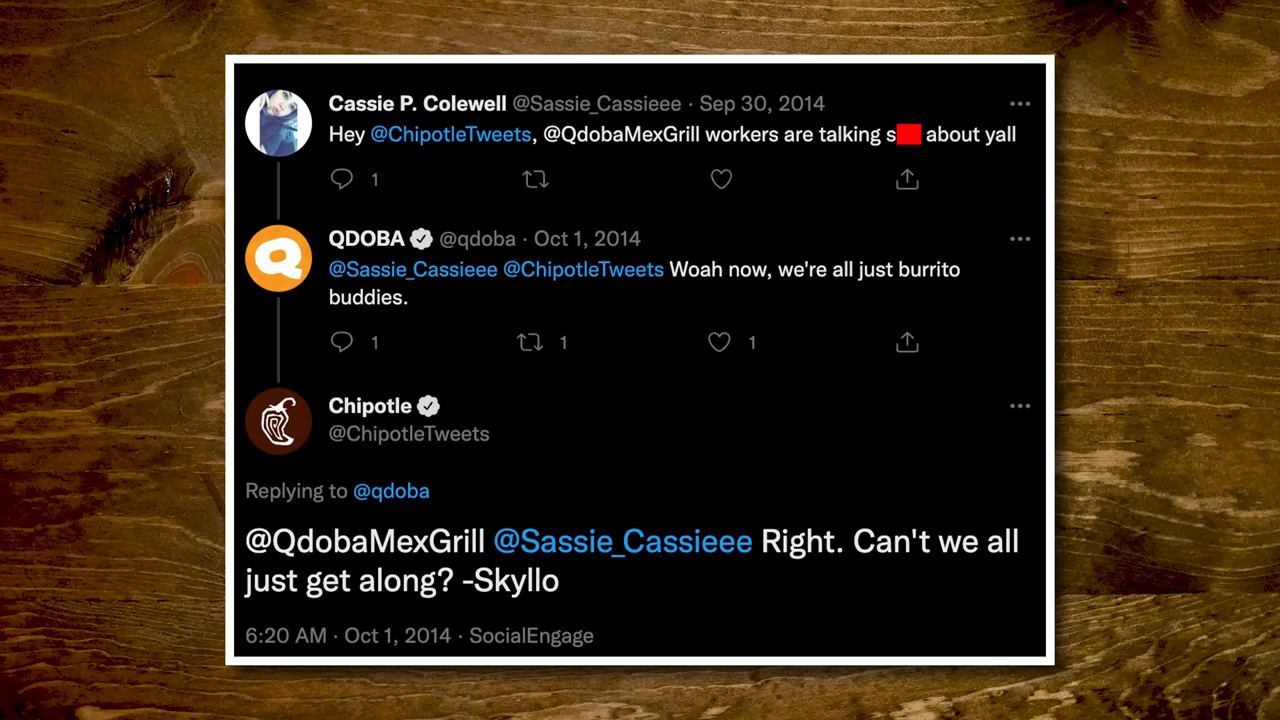 Cassie P. Colewell @Sassie_Cassieee · Sep 30, 2014
Hey @ChipotleTweets, @QdobaMexGrill workers are talking s about yall
1
QDOBA @qdoba · Oct 1, 2014
@Sassie_Cassieee @ChipotleTweets Woah now, we're all just burrito
buddies.
1 1 1
Chipotle
@ChipotleTweets
Replying to @qdoba
@QdobaMexGrill @Sassie_Cassieee Right. Can't we all
just get along? -Skyllo
6:20 AM · Oct 1, 2014 · SocialEngage